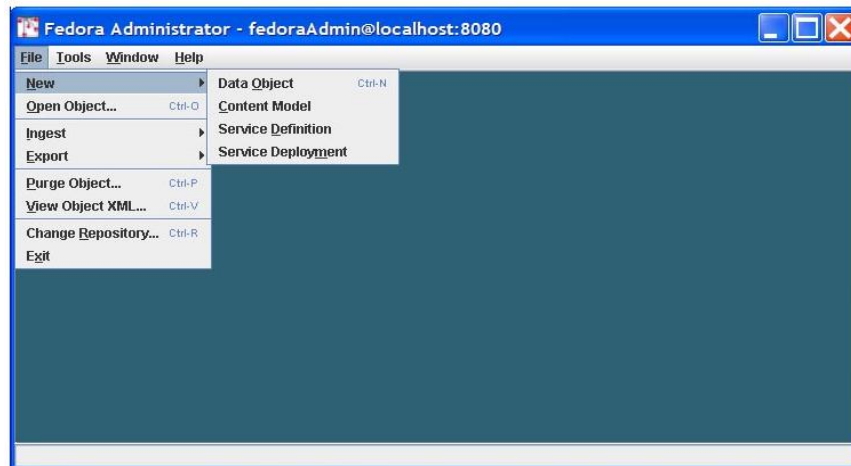 Fedora Administrator - fedoraAdmin@localhost:8080
File Tools Window Help
New
Open Object... Ctrl-O
Ingest
Export
Purge Object... Ctrl-P
View Object XML... Ctrl-V
Change Repository... Ctrl-R
Exit
Data Object Ctrl-N
Content Model
Service Definition
Service Deployment